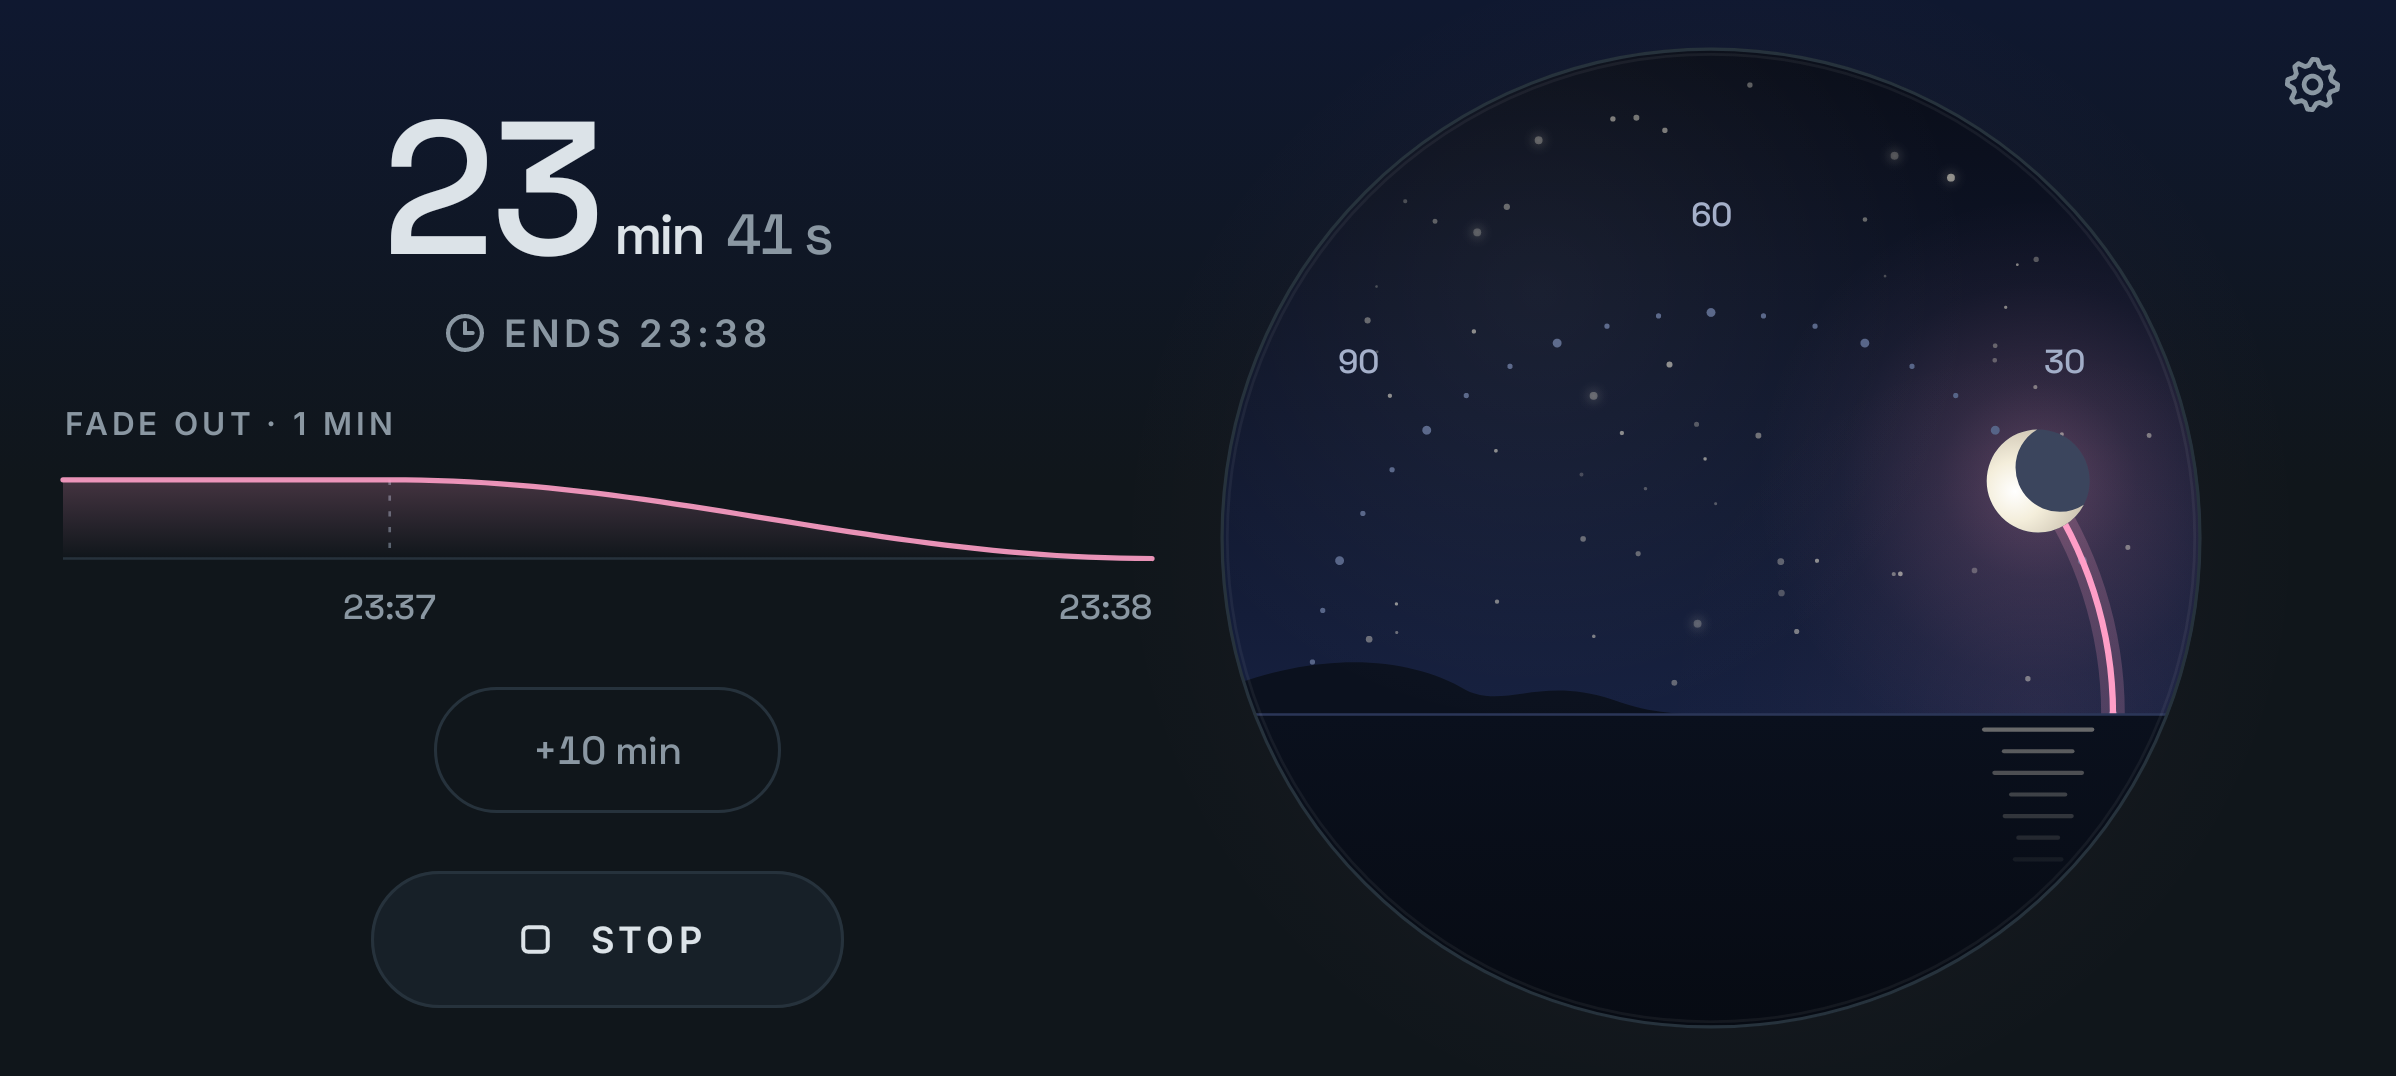 23 min 41 s
ENDS 23:38
FADE OUT · 1 MIN
23:37
23:38
+10 min
STOP
60
90
30